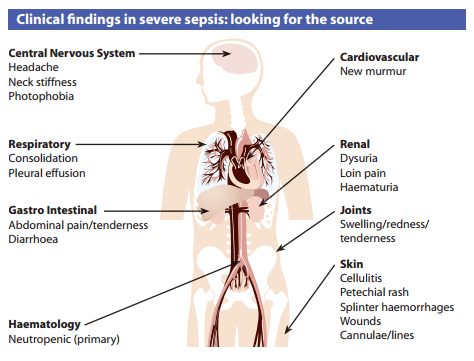 Clinical findings in severe sepsis: looking for the source
Central Nervous System
Headache
Neck stiffness
Photophobia
Respiratory
Consolidation
Pleural effusion
Gastro Intestinal
Abdominal pain/tenderness
Diarrhoea
Haematology
Neutropenic (primary)
Cardiovascular
New murmur
Renal
Dysuria
Loin pain
Haematuria
Joints
Swelling/redness/
tenderness
Skin
Cellulitis
Petechial rash
Splinter haemorrhages
Wounds
Cannulae/lines